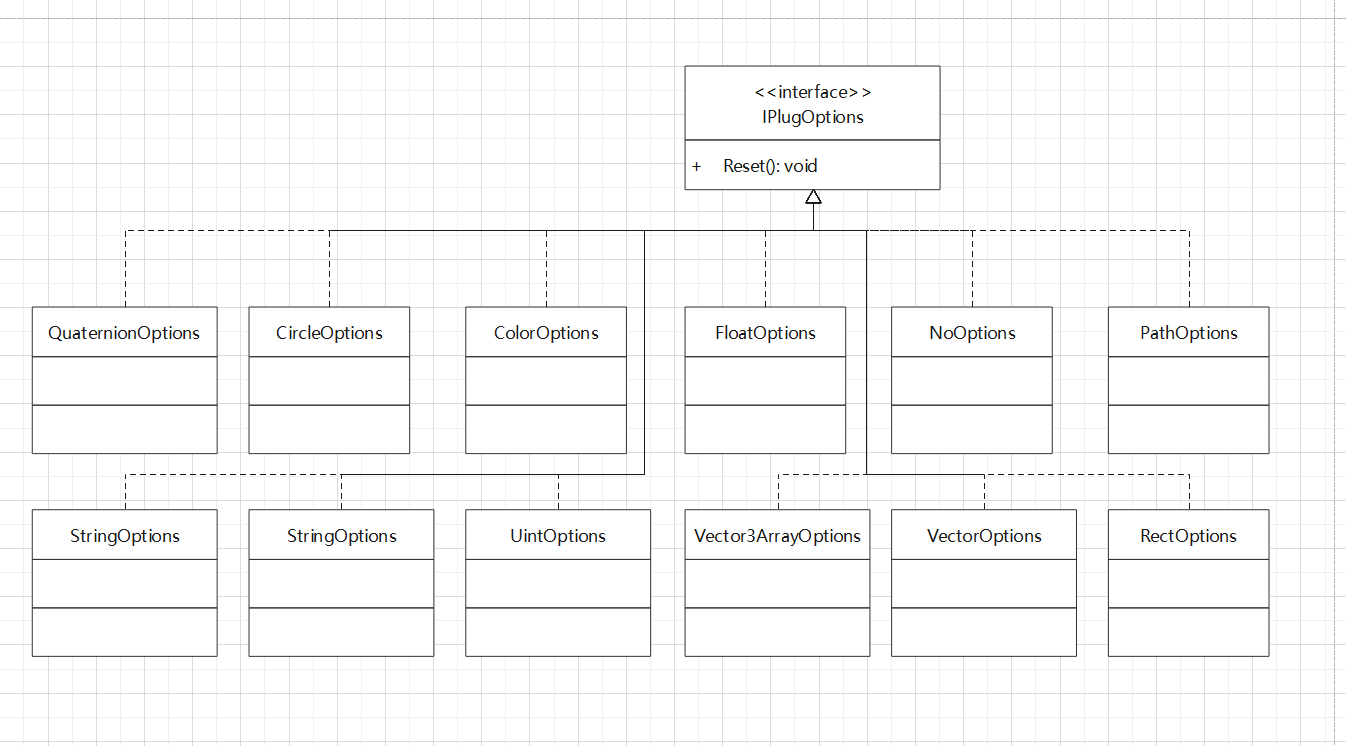 <<interface>>
IPlugOptions
+ Reset(): void
QuaternionOptions
CircleOptions
ColorOptions
FloatOptions
NoOptions
PathOptions
StringOptions
StringOptions
UintOptions
Vector3ArrayOptions
VectorOptions
RectOptions